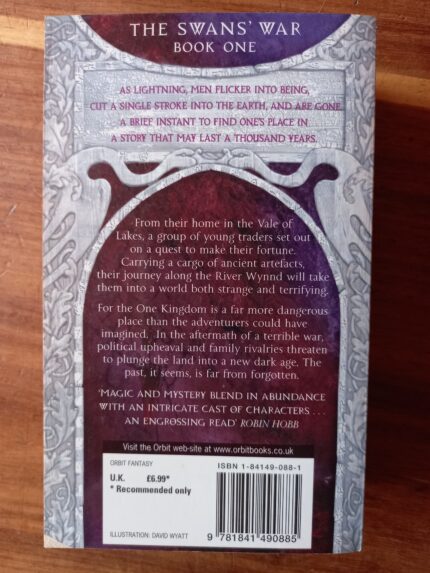 THE SWANS' WAR
BOOK ONE
AS LIGHTNING, MEN FLICKER INTO BEING,
CUT A SINGLE STROKE INTO THE EARTH, AND ARE GONE.
A BRIEF INSTANT TO FIND ONE'S PLACE IN
A STORY THAT MAY LAST A THOUSAND YEARS.
From their home in the Vale of
Lakes, a group of young traders set out
on a quest to make their fortune.
Carrying a cargo of ancient artefacts,
their journey along the River Wynnd will take
them into a world both strange and terrifying.
For the One Kingdom is a far more dangerous
place than the adventurers could have
imagined. In the aftermath of a terrible war,
political upheaval and family rivalries threaten
to plunge the land into a new dark age. The
past, it seems, is far from forgotten.
'MAGIC AND MYSTERY BLEND IN ABUNDANCE
WITH AN INTRICATE CAST OF CHARACTERS . . .
AN ENGROSSING READ' ROBIN HOBB
Visit the Orbit web-site at www.orbitbooks.co.uk
ORBIT FANTASY
U.K. £6.99*
* Recommended only
ILLUSTRATION: DAVID WYATT
ISBN 1-84149-088-1
9 781841 490885